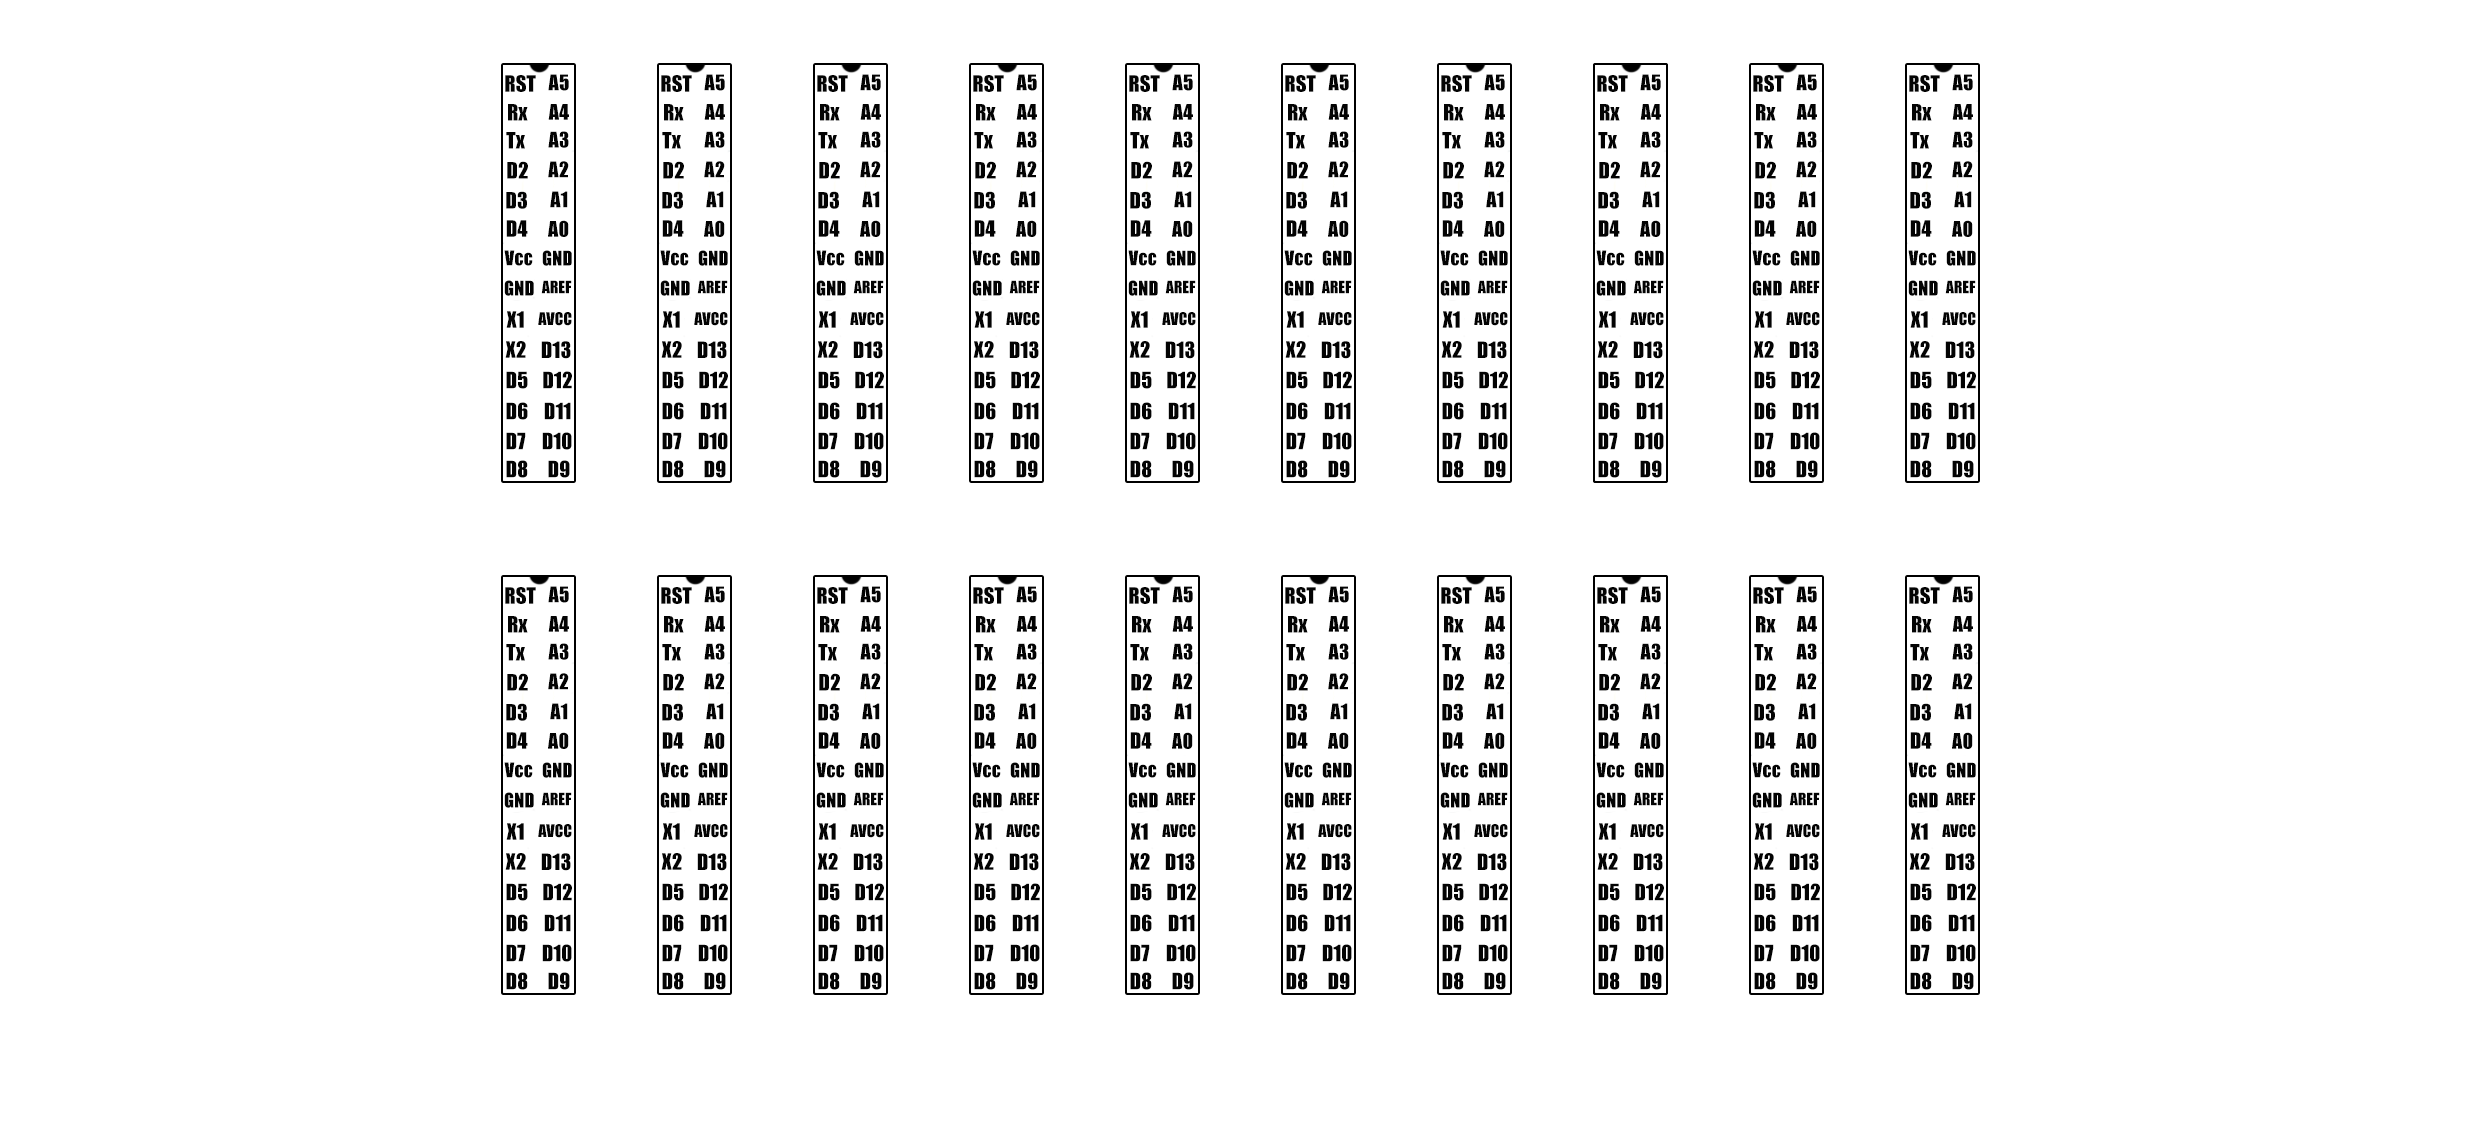 RST A5 RST A5 RST A5 RST A5 RST A5 RST A5 RST A5 RST A5 RST A5 RST A5
Rx A4 Rx A4 Rx A4 Rx A4 Rx A4 Rx A4 Rx A4 Rx A4 Rx A4 Rx A4
Tx A3 Tx A3 Tx A3 Tx A3 Tx A3 Tx A3 Tx A3 Tx A3 Tx A3 Tx A3
D2 A2 D2 A2 D2 A2 D2 A2 D2 A2 D2 A2 D2 A2 D2 A2 D2 A2 D2 A2
D3 A1 D3 A1 D3 A1 D3 A1 D3 A1 D3 A1 D3 A1 D3 A1 D3 A1 D3 A1
D4 A0 D4 A0 D4 A0 D4 A0 D4 A0 D4 A0 D4 A0 D4 A0 D4 A0 D4 A0
Vcc GND Vcc GND Vcc GND Vcc GND Vcc GND Vcc GND Vcc GND Vcc GND Vcc GND Vcc GND
GND AREF GND AREF GND AREF GND AREF GND AREF GND AREF GND AREF GND AREF GND AREF GND AREF
X1 AVCC X1 AVCC X1 AVCC X1 AVCC X1 AVCC X1 AVCC X1 AVCC X1 AVCC X1 AVCC X1 AVCC
X2 D13 X2 D13 X2 D13 X2 D13 X2 D13 X2 D13 X2 D13 X2 D13 X2 D13 X2 D13
D5 D12 D5 D12 D5 D12 D5 D12 D5 D12 D5 D12 D5 D12 D5 D12 D5 D12 D5 D12
D6 D11 D6 D11 D6 D11 D6 D11 D6 D11 D6 D11 D6 D11 D6 D11 D6 D11 D6 D11
D7 D10 D7 D10 D7 D10 D7 D10 D7 D10 D7 D10 D7 D10 D7 D10 D7 D10 D7 D10
D8 D9 D8 D9 D8 D9 D8 D9 D8 D9 D8 D9 D8 D9 D8 D9 D8 D9 D8 D9
RST A5 RST A5 RST A5 RST A5 RST A5 RST A5 RST A5 RST A5 RST A5 RST A5
Rx A4 Rx A4 Rx A4 Rx A4 Rx A4 Rx A4 Rx A4 Rx A4 Rx A4 Rx A4
Tx A3 Tx A3 Tx A3 Tx A3 Tx A3 Tx A3 Tx A3 Tx A3 Tx A3 Tx A3
D2 A2 D2 A2 D2 A2 D2 A2 D2 A2 D2 A2 D2 A2 D2 A2 D2 A2 D2 A2
D3 A1 D3 A1 D3 A1 D3 A1 D3 A1 D3 A1 D3 A1 D3 A1 D3 A1 D3 A1
D4 A0 D4 A0 D4 A0 D4 A0 D4 A0 D4 A0 D4 A0 D4 A0 D4 A0 D4 A0
Vcc GND Vcc GND Vcc GND Vcc GND Vcc GND Vcc GND Vcc GND Vcc GND Vcc GND Vcc GND
GND AREF GND AREF GND AREF GND AREF GND AREF GND AREF GND AREF GND AREF GND AREF GND AREF
X1 AVCC X1 AVCC X1 AVCC X1 AVCC X1 AVCC X1 AVCC X1 AVCC X1 AVCC X1 AVCC X1 AVCC
X2 D13 X2 D13 X2 D13 X2 D13 X2 D13 X2 D13 X2 D13 X2 D13 X2 D13 X2 D13
D5 D12 D5 D12 D5 D12 D5 D12 D5 D12 D5 D12 D5 D12 D5 D12 D5 D12 D5 D12
D6 D11 D6 D11 D6 D11 D6 D11 D6 D11 D6 D11 D6 D11 D6 D11 D6 D11 D6 D11
D7 D10 D7 D10 D7 D10 D7 D10 D7 D10 D7 D10 D7 D10 D7 D10 D7 D10 D7 D10
D8 D9 D8 D9 D8 D9 D8 D9 D8 D9 D8 D9 D8 D9 D8 D9 D8 D9 D8 D9